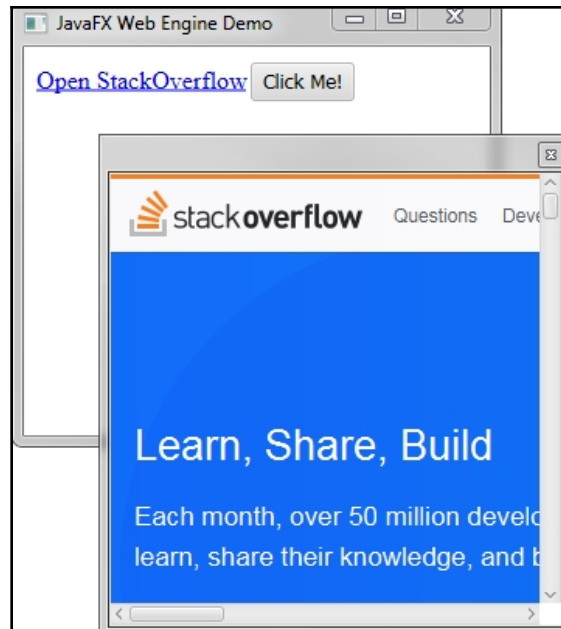 JavaFX Web Engine Demo
Open StackOverflow Click Me!
stackoverflow Questions
Learn, Share, Build
Each month, over 50 million
learn, share their knowledge, and